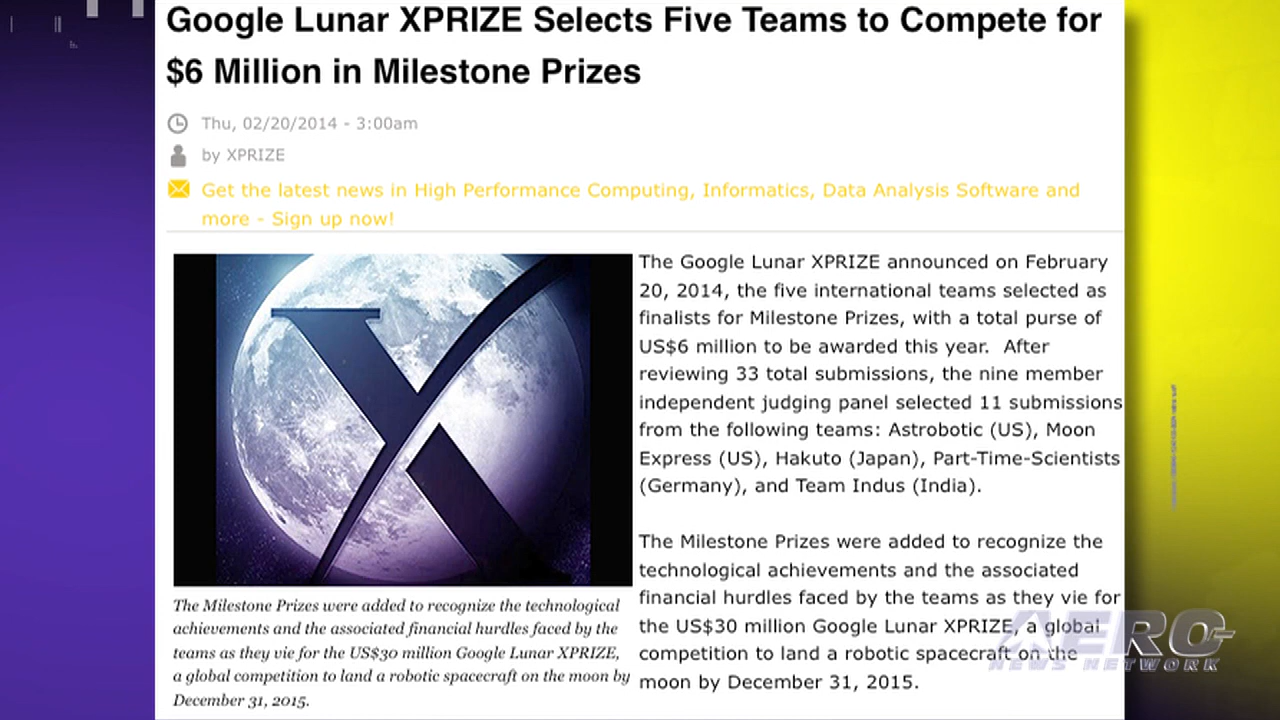 Google Lunar XPRIZE Selects Five Teams to Compete for
$6 Million in Milestone Prizes
Thu, 02/20/2014 - 3:00am
by XPRIZE
Get the latest news in High Performance Computing, Informatics, Data Analysis Software and
more - Sign up now!
The Google Lunar XPRIZE announced on February
20, 2014, the five international teams selected as
finalists for Milestone Prizes, with a total purse of
US$6 million to be awarded this year.  After
reviewing 33 total submissions, the nine member
independent judging panel selected 11 submissions
from the following teams: Astrobotic (US), Moon
Express (US), Hakuto (Japan), Part-Time-Scientists
(Germany), and Team Indus (India).
The Milestone Prizes were added to recognize the
technological achievements and the associated
financial hurdles faced by the teams as they vie for
the US$30 million Google Lunar XPRIZE, a global
competition to land a robotic spacecraft on the
moon by December 31, 2015.
X
The Milestone Prizes were added to recognize the technological
achievements and the associated financial hurdles faced by the
teams as they vie for the US$30 million Google Lunar XPRIZE,
a global competition to land a robotic spacecraft on the moon by
December 31, 2015.
AERO-
NEWS NETWORK